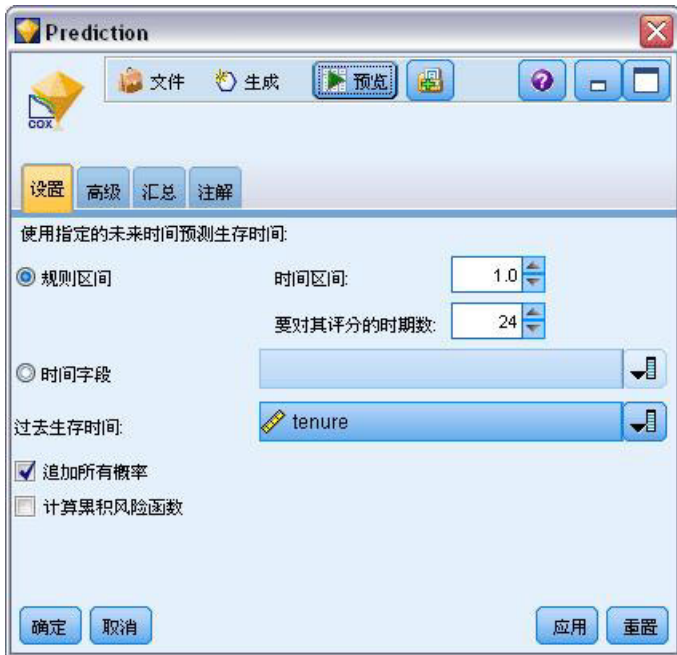 Prediction
文件 生成 预览
COX
设置 高级 汇总 注解
使用指定的未来时间预测生存时间:
规则区间 时间区间: 1.0
要对其评分的时期数: 24
时间字段
过去生存时间: tenure
追加所有概率
计算累积风险函数
确定 取消 应用 重置